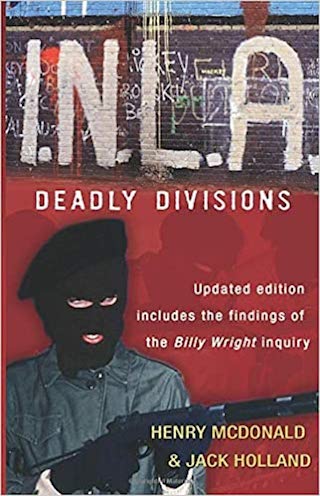 I.N.L.A.
DEADLY DIVISIONS
Updated edition
includes the findings of
the Billy Wright inquiry
HENRY MCDONALD
& JACK HOLLAND